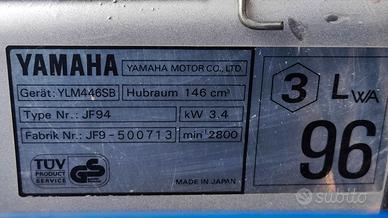 YAMAHA YAMAHA MOTOR CO., LTD.
Gerät: YLM446SB Hubraum 146 cm³
Type Nr.: JF94 kW 3.4
Fabrik Nr.: JF9-500713 min⁻¹ 2800
TÜV
PRODUCT
SERVICE
GS
MADE IN JAPAN
3 LWA
96
subito